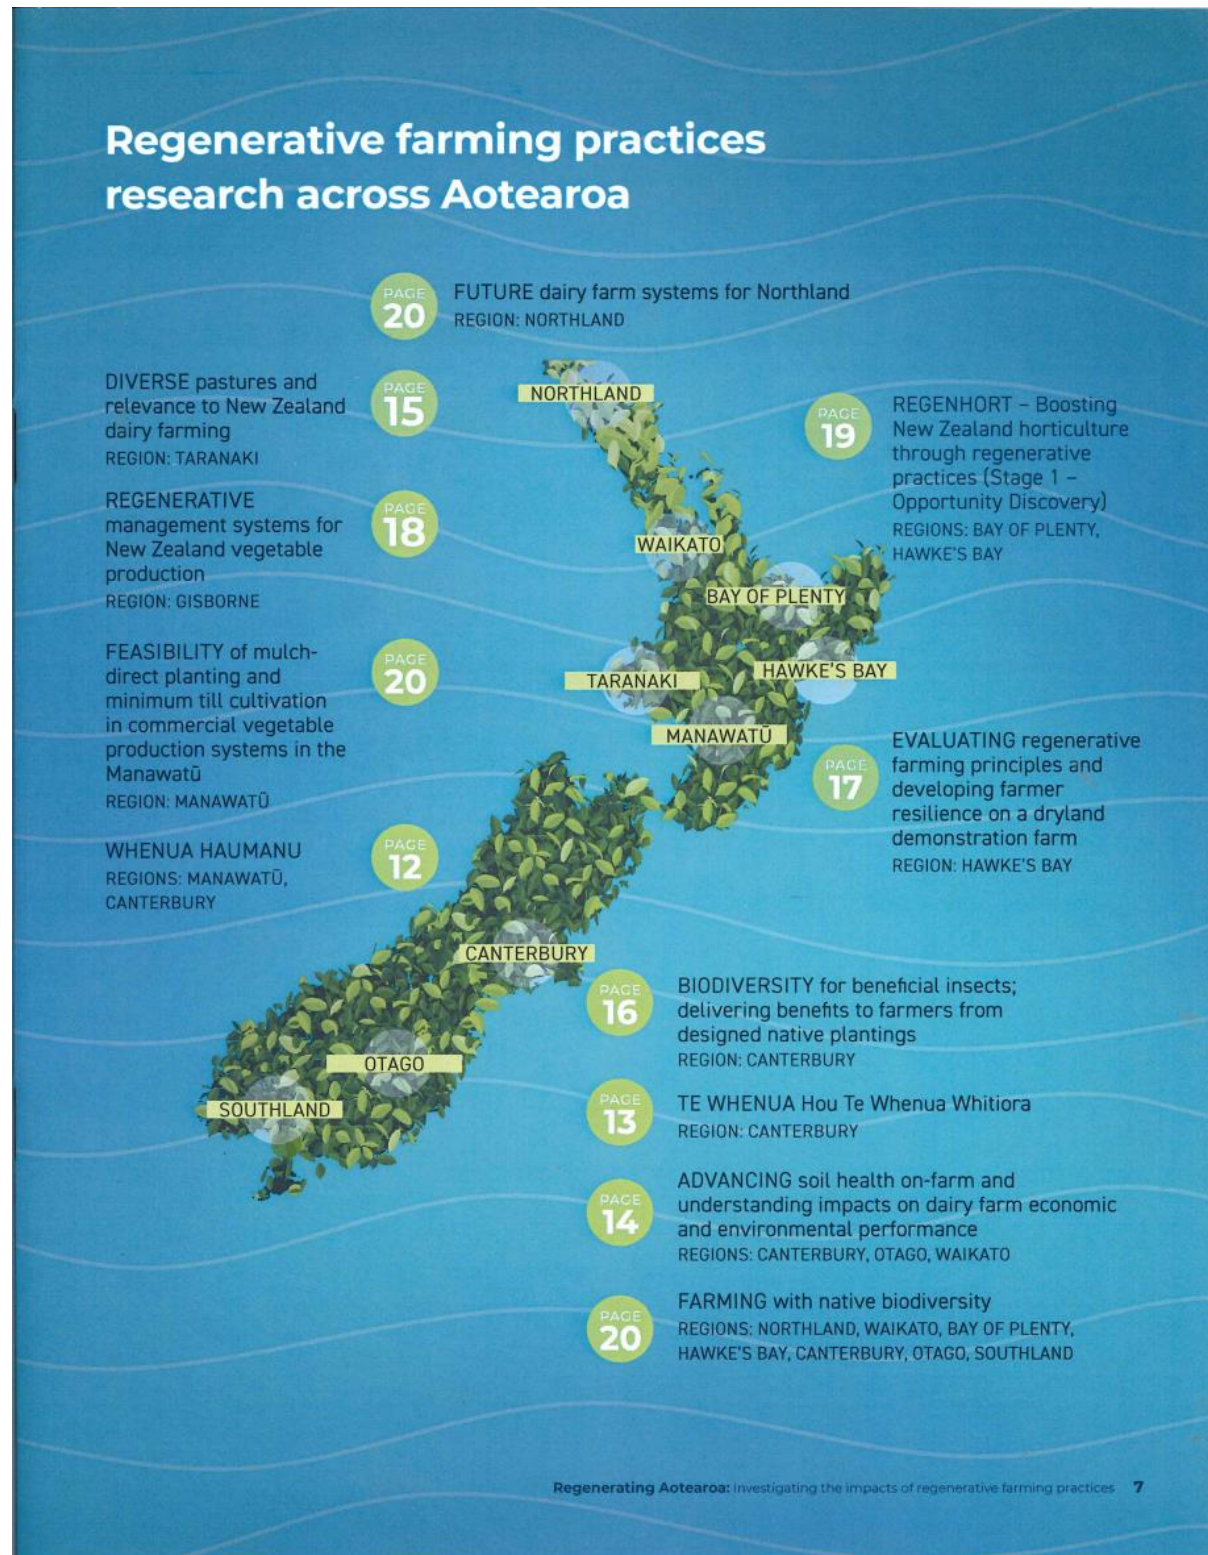 Regenerative farming practices
research across Aotearoa
PAGE
20
FUTURE dairy farm systems for Northland
REGION: NORTHLAND
DIVERSE pastures and
relevance to New Zealand
dairy farming
REGION: TARANAKI
PAGE
15
REGENERATIVE
management systems for
New Zealand vegetable
production
REGION: GISBORNE
PAGE
18
FEASIBILITY of mulch-
direct planting and
minimum till cultivation
in commercial vegetable
production systems in the
Manawatū
REGION: MANAWATŪ
PAGE
20
WHENUA HAUMANU
REGIONS: MANAWATŪ,
CANTERBURY
PAGE
12
NORTHLAND
WAIKATO
BAY OF PLENTY
HAWKE'S BAY
TARANAKI
MANAWATŪ
CANTERBURY
OTAGO
SOUTHLAND
PAGE
19
REGENHORT – Boosting
New Zealand horticulture
through regenerative
practices (Stage 1 –
Opportunity Discovery)
REGIONS: BAY OF PLENTY,
HAWKE'S BAY
PAGE
17
EVALUATING regenerative
farming principles and
developing farmer
resilience on a dryland
demonstration farm
REGION: HAWKE'S BAY
PAGE
16
BIODIVERSITY for beneficial insects;
delivering benefits to farmers from
designed native plantings
REGION: CANTERBURY
PAGE
13
TE WHENUA Hou Te Whenua Whitiora
REGION: CANTERBURY
PAGE
14
ADVANCING soil health on-farm and
understanding impacts on dairy farm economic
and environmental performance
REGIONS: CANTERBURY, OTAGO, WAIKATO
PAGE
20
FARMING with native biodiversity
REGIONS: NORTHLAND, WAIKATO, BAY OF PLENTY,
HAWKE'S BAY, CANTERBURY, OTAGO, SOUTHLAND
Regenerating Aotearoa: Investigating the impacts of regenerative farming practices 7